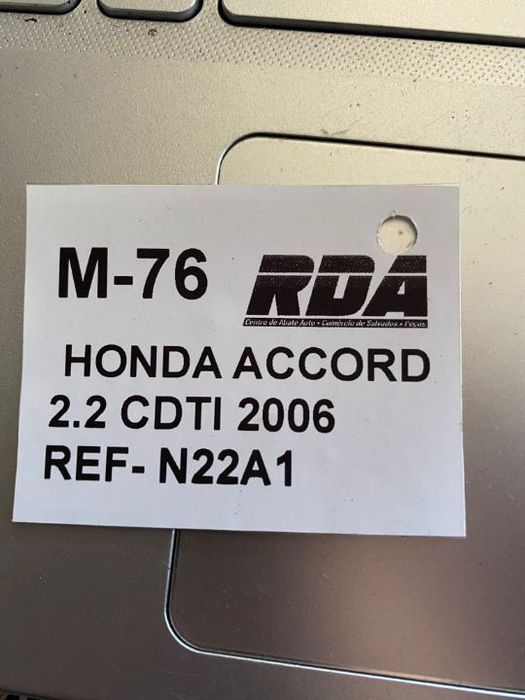 M-76
RDA
Centro de Abate Auto • Comércio de Salvados • Peças
HONDA ACCORD
2.2 CDTI 2006
REF- N22A1